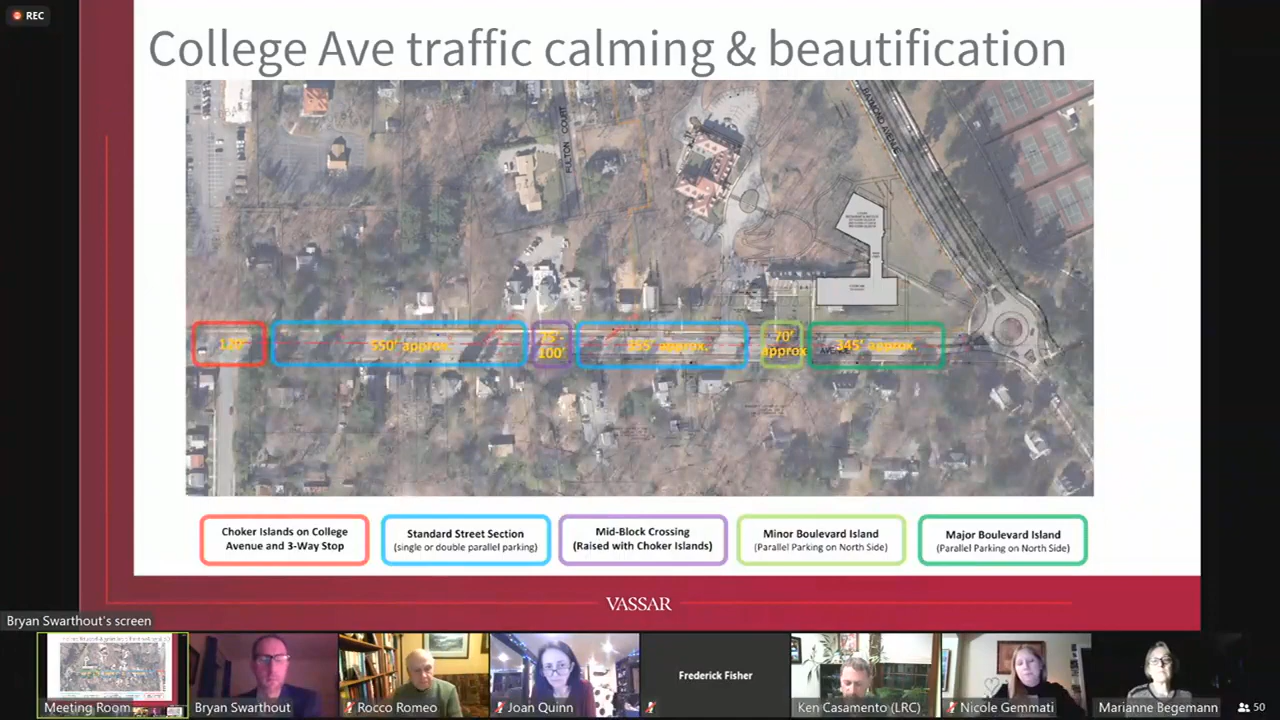 REC
College Ave traffic calming & beautification
FULTON COURT
RAYMOND AVENUE
120'
550' approx.
75'-
100'
approx.
70'
approx
345' approx.
AVENUE
Choker Islands on College
Avenue and 3-Way Stop
Standard Street Section
(single or double parallel parking)
Mid-Block Crossing
(Raised with Choker Islands)
Minor Boulevard Island
(Parallel Parking on North Side)
Major Boulevard Island
(Parallel Parking on North Side)
VASSAR
Bryan Swarthout's screen
Frederick Fisher
Meeting Room
Bryan Swarthout
Rocco Romeo
Joan Quinn
Ken Casamento (LRC)
Nicole Gemmati
Marianne Begemann
50